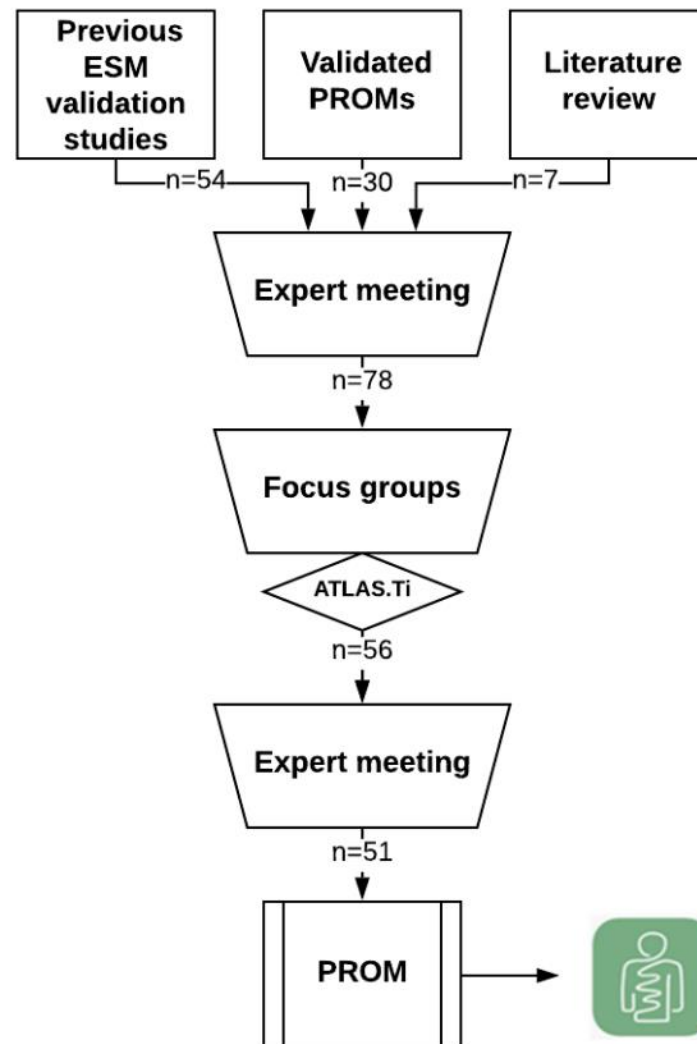 Previous
ESM
validation
studies
Validated
PROMs
Literature
review
n=54
n=30
n=7
Expert meeting
n=78
Focus groups
ATLAS.Ti
n=56
Expert meeting
n=51
PROM